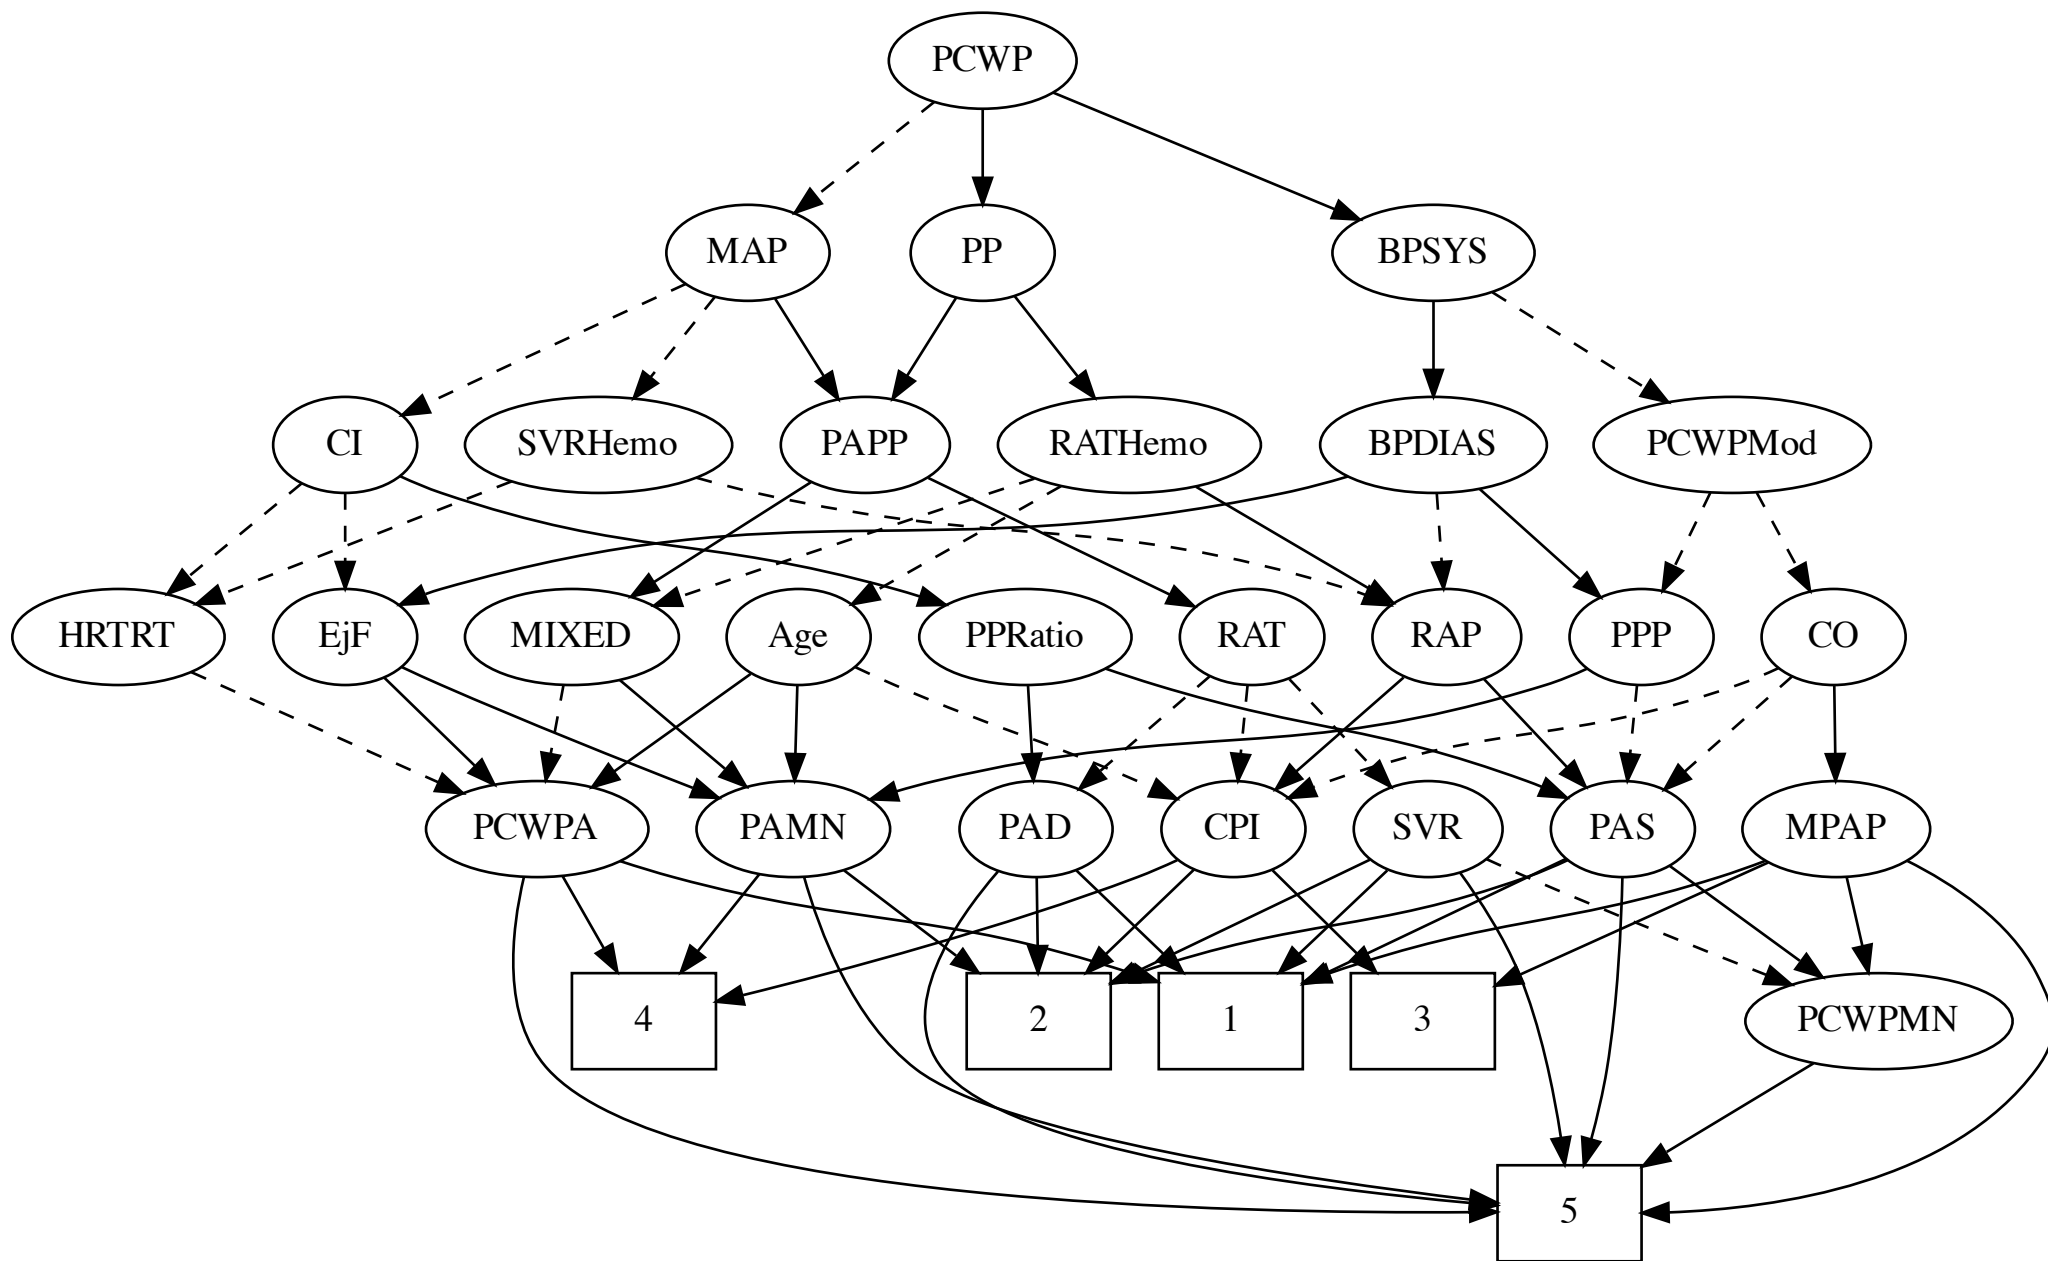 PCWP
MAP
PP
BPSYS
CI
SVRHemo
PAPP
RATHemo
BPDIAS
PCWPMod
HRTRT
EjF
MIXED
Age
PPRatio
RAT
RAP
PPP
CO
PCWPA
PAMN
PAD
CPI
SVR
PAS
MPAP
4
2
1
3
PCWPMN
5